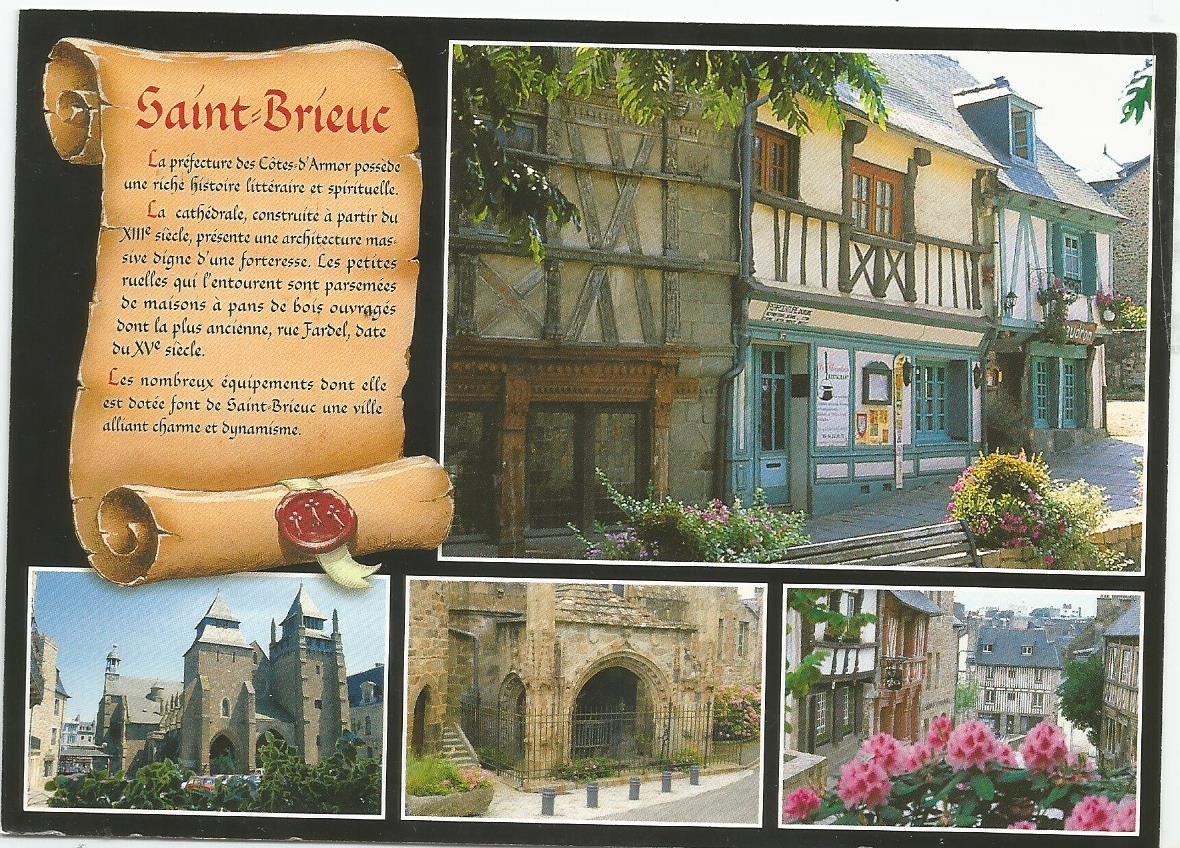 Saint-Brieuc
La préfecture des Côtes-d'Armor possède
une riche histoire littéraire et spirituelle.
La cathédrale, construite à partir du
XIIIe siècle, présente une architecture mas-
sive digne d'une forteresse. Les petites
ruelles qui l'entourent sont parsemées
de maisons à pans de bois ouvragés
dont la plus ancienne, rue Fardel, date
du XVe siècle.
Les nombreux équipements dont elle
est dotée font de Saint-Brieuc une ville
alliant charme et dynamisme.
RESTAURANT